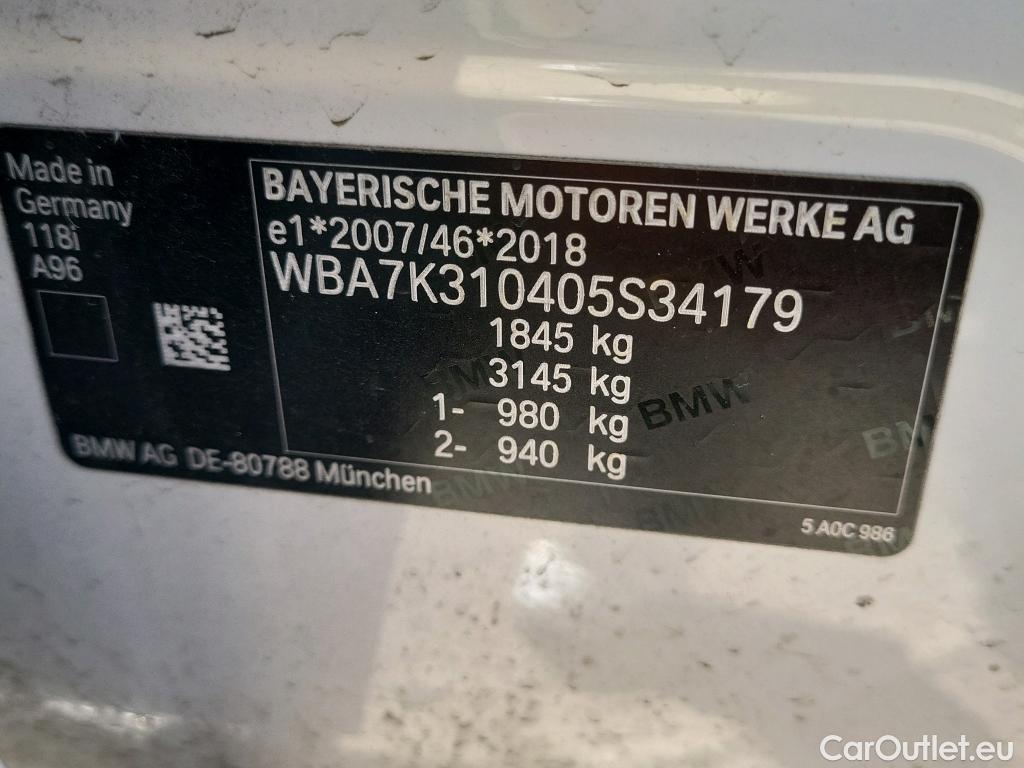 Made in
Germany
118i
A96
BAYERISCHE MOTOREN WERKE AG
e1*2007/46*2018
WBA7K310405S34179
1845 kg
3145 kg
1- 980 kg
2- 940 kg
BMW
BMW AG DE-80788 München
5 A0C 986
CarOutlet.eu